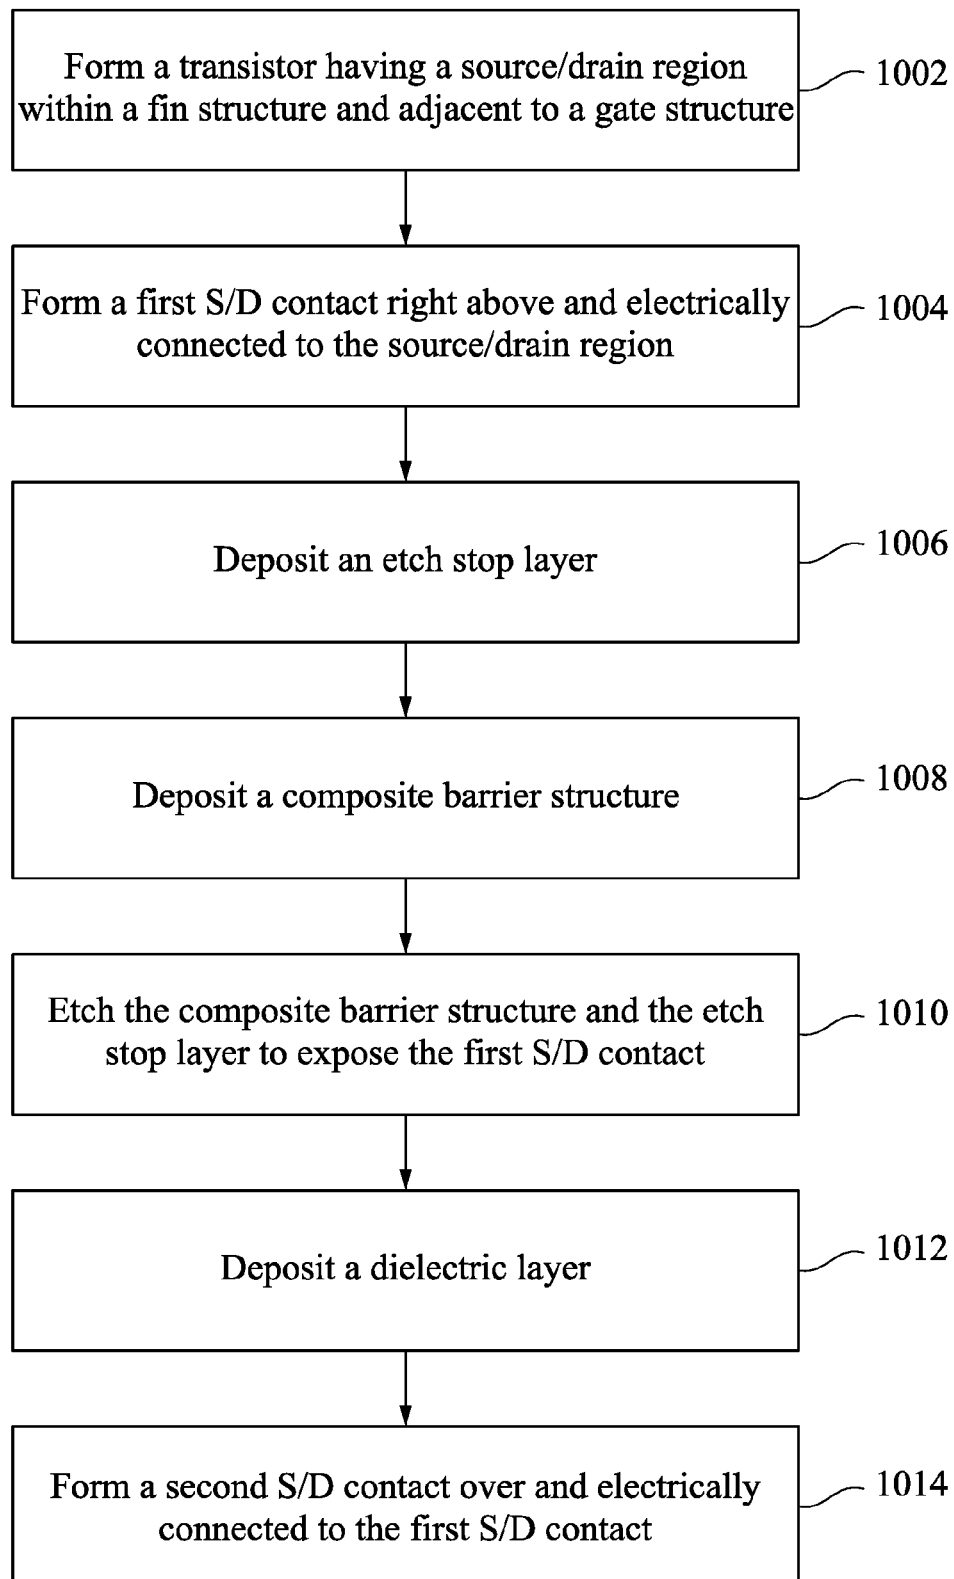 Form a transistor having a source/drain region
within a fin structure and adjacent to a gate structure
1002
Form a first S/D contact right above and electrically
connected to the source/drain region
1004
Deposit an etch stop layer
1006
Deposit a composite barrier structure
1008
Etch the composite barrier structure and the etch
stop layer to expose the first S/D contact
1010
Deposit a dielectric layer
1012
Form a second S/D contact over and electrically
connected to the first S/D contact
1014